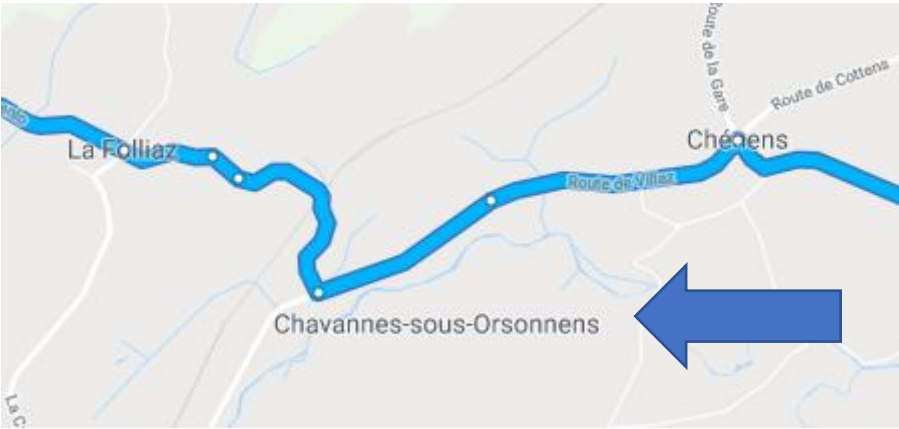 Route de la Gare
Route de Cottens
Chénens
La Folliaz
Route de Villaz
Chavannes-sous-Orsonnens